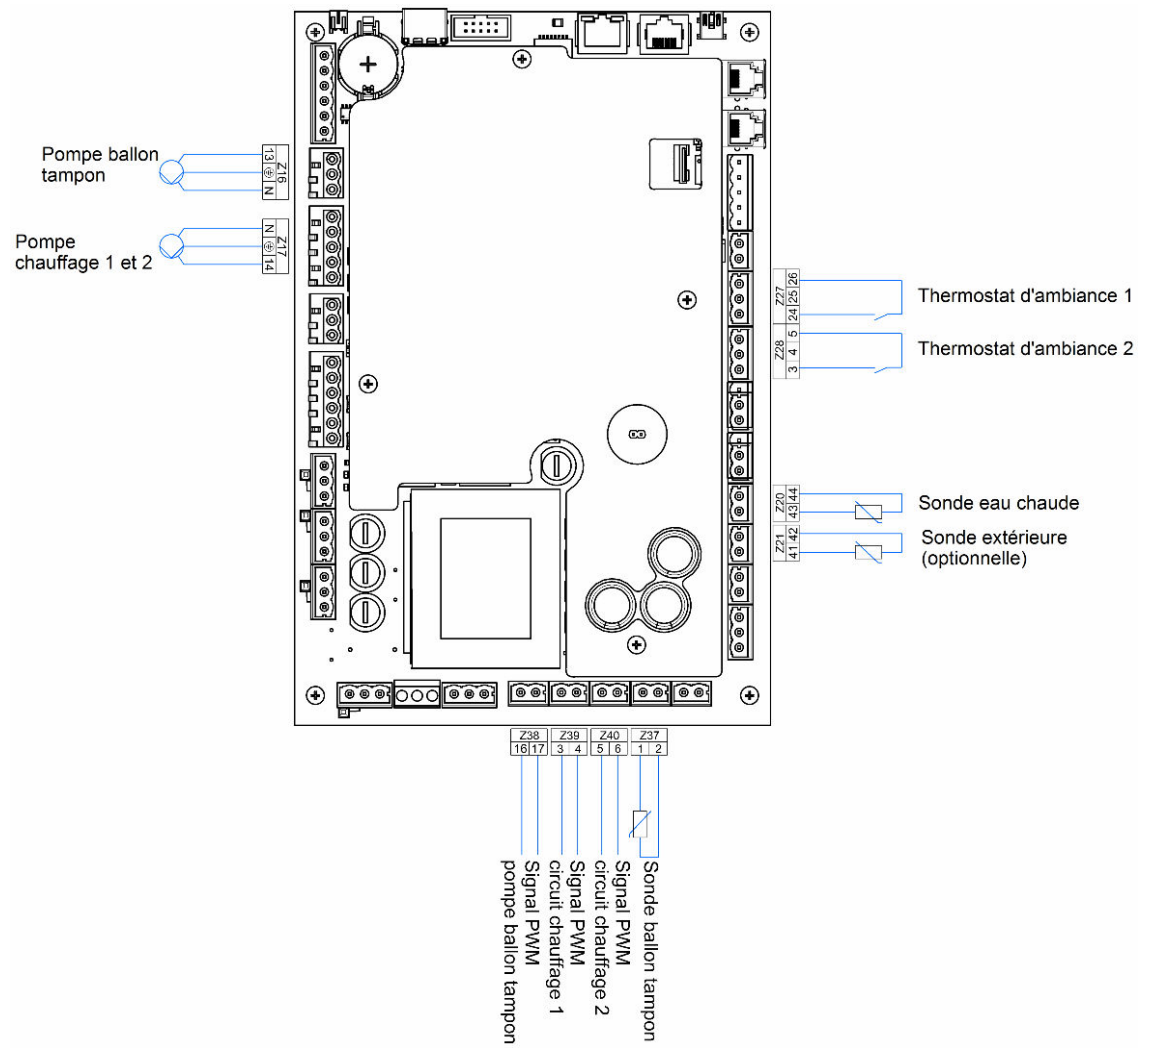 Pompe ballon
tampon
13
N
Z16
Pompe
chauffage 1 et 2
N
14
Z17
Z27
26
25
24
Thermostat d'ambiance 1
Z28
5
4
3
Thermostat d'ambiance 2
Z20
44
43
Sonde eau chaude
Z21
42
41
Sonde extérieure
(optionnelle)
Z38
16 17
Z39
3 4
Z40
5 6
Z37
1 2
Signal PWM
pompe ballon tampon
Signal PWM
circuit chauffage 1
Signal PWM
circuit chauffage 2
Sonde ballon tampon